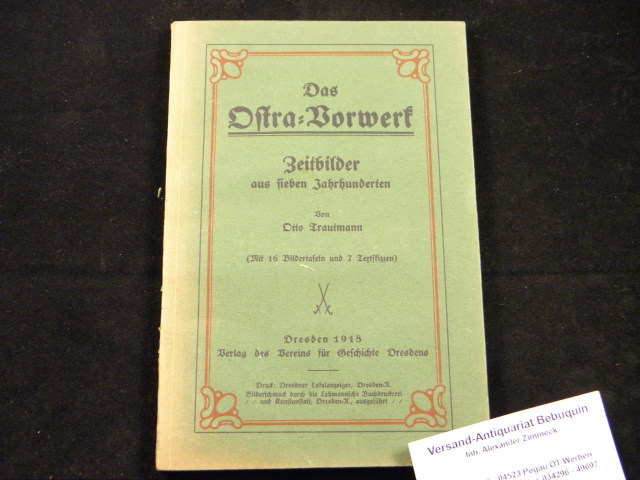 Das
Ostra-Vorwerk
Zeitbilder
aus sieben Jahrhunderten
Von
Otto Trautmann
(Mit 16 Bildertafeln und 7 Textskizzen)
Dresden 1918
Verlag des Vereins für Geschichte Dresdens
Druck: Dresdner Lokalanzeiger, Dresden-A.
Bilderschmuck durch die Lehmannsche Buchdruckerei
// und Kunstanstalt, Dresden-N., ausgeführt //
Versand-Antiquariat Bebuquin
Inh. Alexander Zimmeck
04523 Pegau OT Werben
034296 - 49697